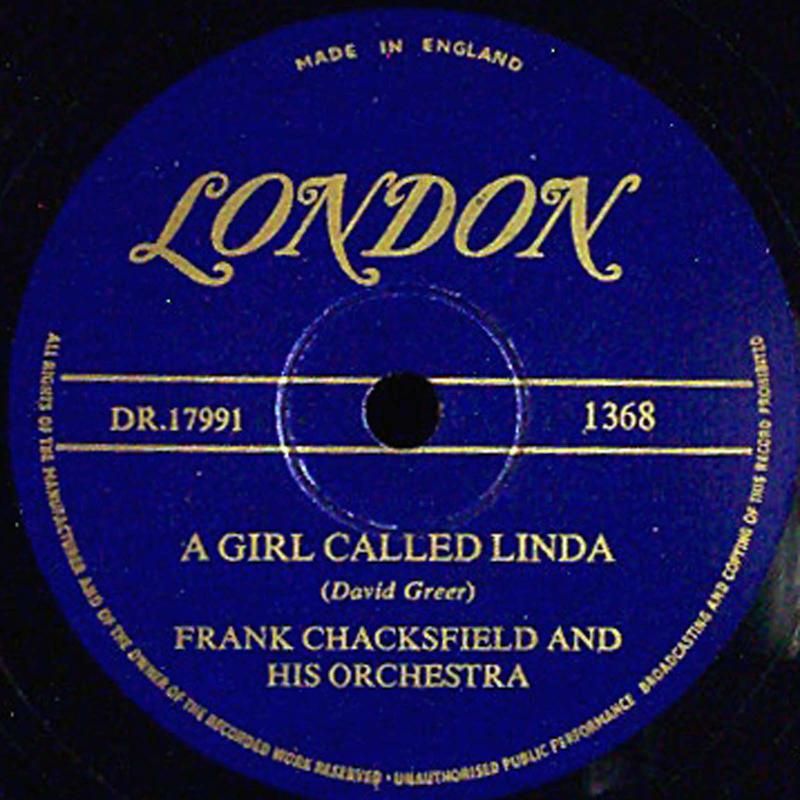 MADE IN ENGLAND
LONDON
DR.17991
1368
A GIRL CALLED LINDA
(David Greer)
FRANK CHACKSFIELD AND
HIS ORCHESTRA
ALL RIGHTS OF THE MANUFACTURER AND OF THE OWNER OF THE RECORDED WORK RESERVED • UNAUTHORISED PUBLIC PERFORMANCE BROADCASTING AND COPYING OF THIS RECORD PROHIBITED